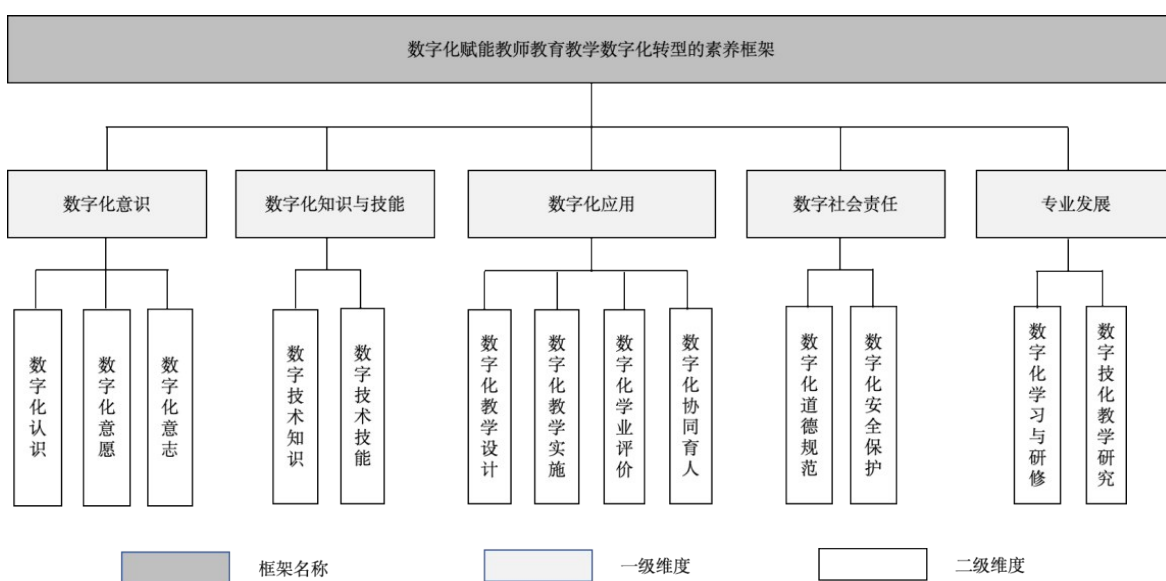 数字化赋能教师教育教学数字化转型的素养框架
数字化意识
数字化知识与技能
数字化应用
数字社会责任
专业发展
数字化认识
数字化意愿
数字化意志
数字技术知识
数字技术技能
数字化教学设计
数字化教学实施
数字化学业评价
数字化协同育人
数字化道德规范
数字化安全保护
数字化学习与研修
数字技化教学研究
框架名称
一级维度
二级维度